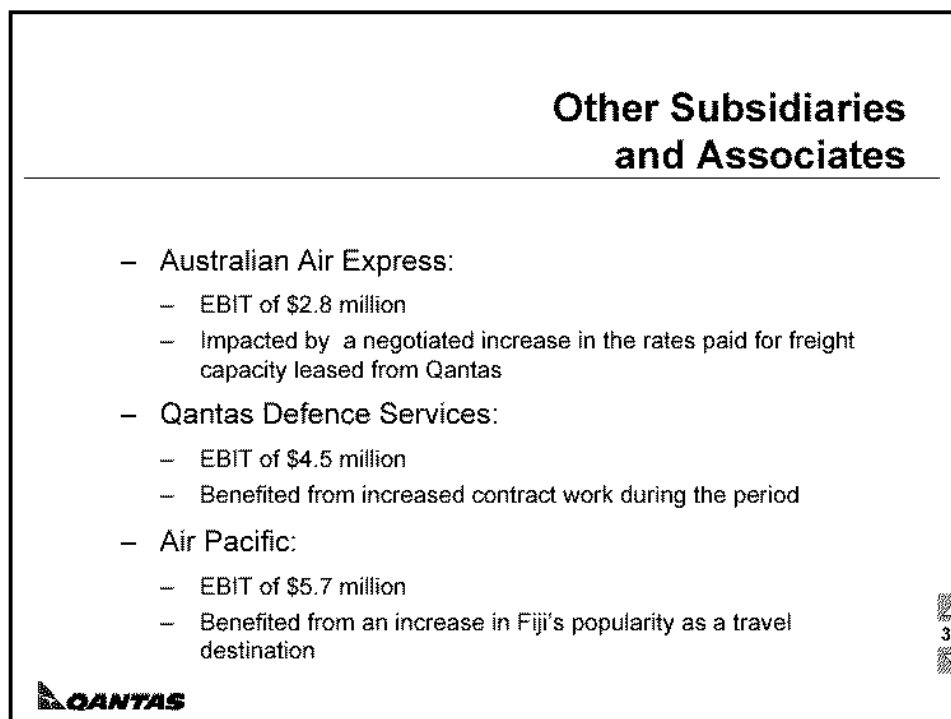 Other Subsidiaries
and Associates
– Australian Air Express:
– EBIT of $2.8 million
– Impacted by a negotiated increase in the rates paid for freight
capacity leased from Qantas
– Qantas Defence Services:
– EBIT of $4.5 million
– Benefited from increased contract work during the period
– Air Pacific:
– EBIT of $5.7 million
– Benefited from an increase in Fiji's popularity as a travel
destination
3
QANTAS